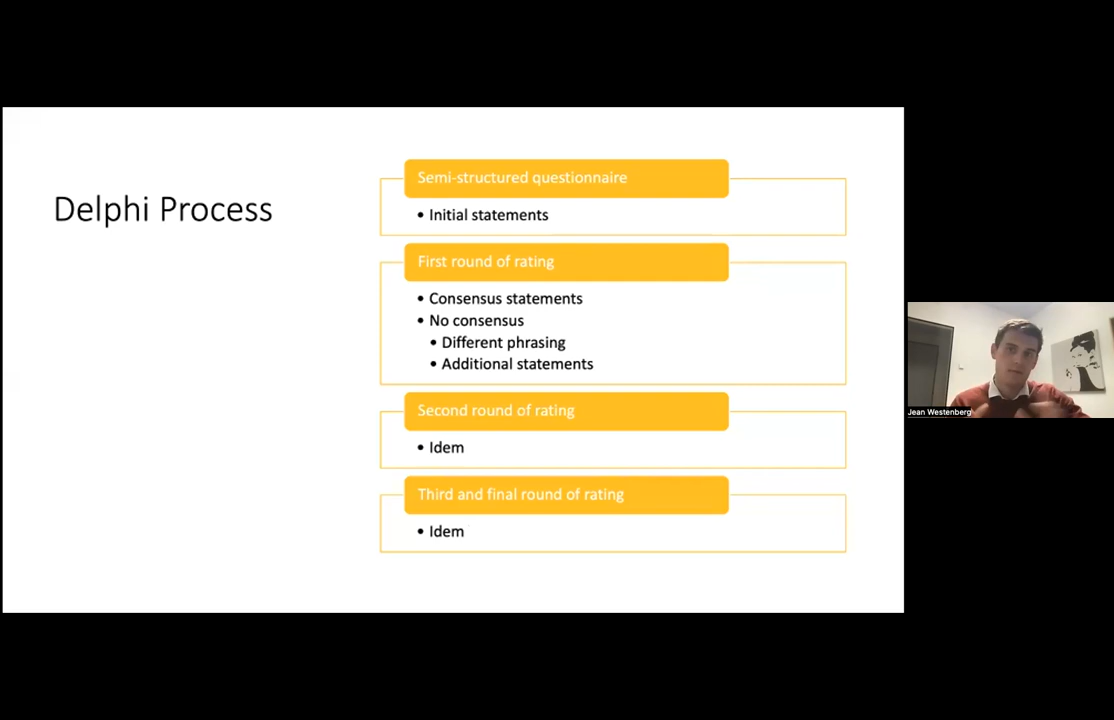 Delphi Process
Semi-structured questionnaire
• Initial statements
First round of rating
• Consensus statements
• No consensus
• Different phrasing
• Additional statements
Second round of rating
• Idem
Third and final round of rating
• Idem
Jean Westenberg